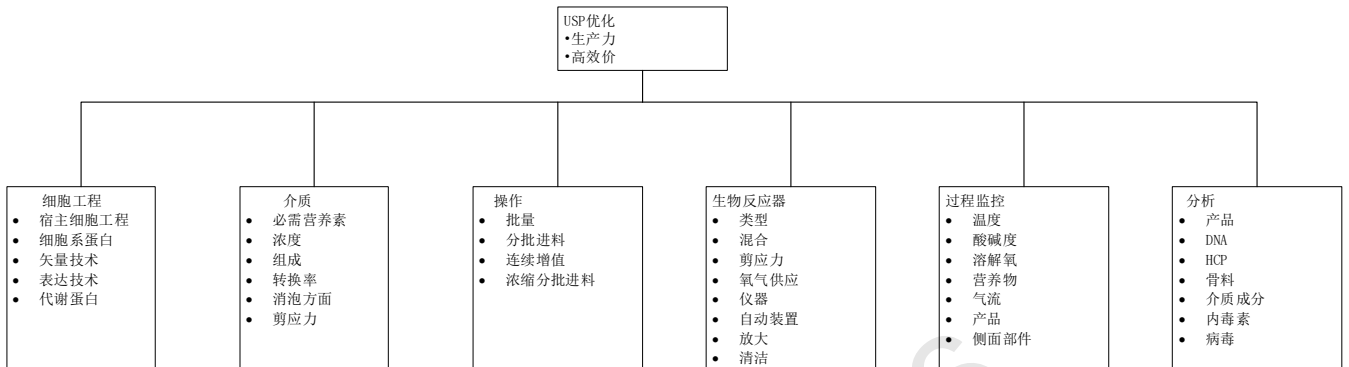 USP优化
•生产力
•高效价
细胞工程
• 宿主细胞工程
• 细胞系蛋白
• 矢量技术
• 表达技术
• 代谢蛋白
介质
• 必需营养素
• 浓度
• 组成
• 转换率
• 消泡方面
• 剪应力
操作
• 批量
• 分批进料
• 连续增值
• 浓缩分批进料
生物反应器
• 类型
• 混合
• 剪应力
• 氧气供应
• 仪器
• 自动装置
• 放大
• 清洁
过程监控
• 温度
• 酸碱度
• 溶解氧
• 营养物
• 气流
• 产品
• 侧面部件
分析
• 产品
• DNA
• HCP
• 骨料
• 介质成分
• 内毒素
• 病毒